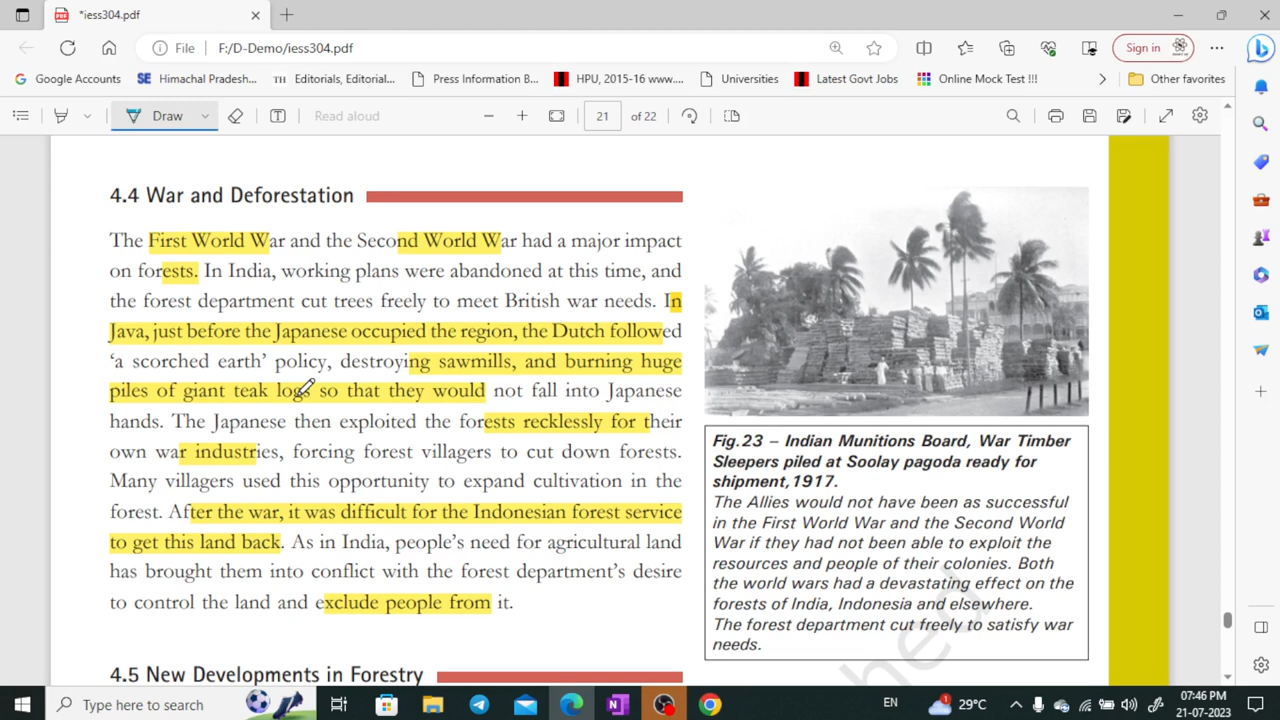 *iess304.pdf
File F:/D-Demo/iess304.pdf
Sign in
Google Accounts SE Himachal Pradesh... TH Editorials, Editorial... Press Information B... HPU, 2015-16 www.... Universities Latest Govt Jobs Online Mock Test !!! Other favorites
Draw Read aloud 21 of 22
4.4 War and Deforestation
The First World War and the Second World War had a major impact
on forests. In India, working plans were abandoned at this time, and
the forest department cut trees freely to meet British war needs. In
Java, just before the Japanese occupied the region, the Dutch followed
‘a scorched earth’ policy, destroying sawmills, and burning huge
piles of giant teak logs so that they would not fall into Japanese
hands. The Japanese then exploited the forests recklessly for their
own war industries, forcing forest villagers to cut down forests.
Many villagers used this opportunity to expand cultivation in the
forest. After the war, it was difficult for the Indonesian forest service
to get this land back. As in India, people’s need for agricultural land
has brought them into conflict with the forest department’s desire
to control the land and exclude people from it.
Fig.23 – Indian Munitions Board, War Timber
Sleepers piled at Soolay pagoda ready for
shipment,1917.
The Allies would not have been as successful
in the First World War and the Second World
War if they had not been able to exploit the
resources and people of their colonies. Both
the world wars had a devastating effect on the
forests of India, Indonesia and elsewhere.
The forest department cut freely to satisfy war
needs.
hed
4.5 New Developments in Forestry
Type here to search
EN
1
29°C
07:46 PM
21-07-2023